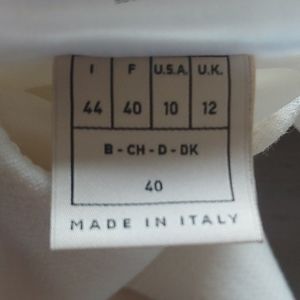 I F U.S.A. U.K.
44 40 10 12
B - CH - D - DK
40
MADE IN ITALY